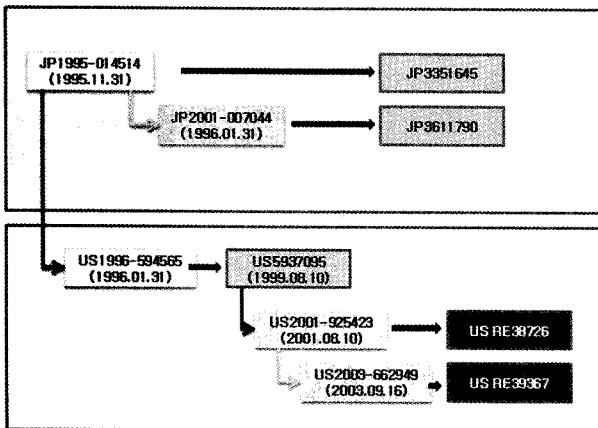 JP1995-014514
(1995.11.31)
JP3351645
JP2001-007044
(1996.01.31)
JP3611790
US1996-594565
(1996.01.31)
US5937095
(1999.08.10)
US2001-925423
(2001.08.10)
US RE38726
US2003-662949
(2003.09.16)
US RE39367